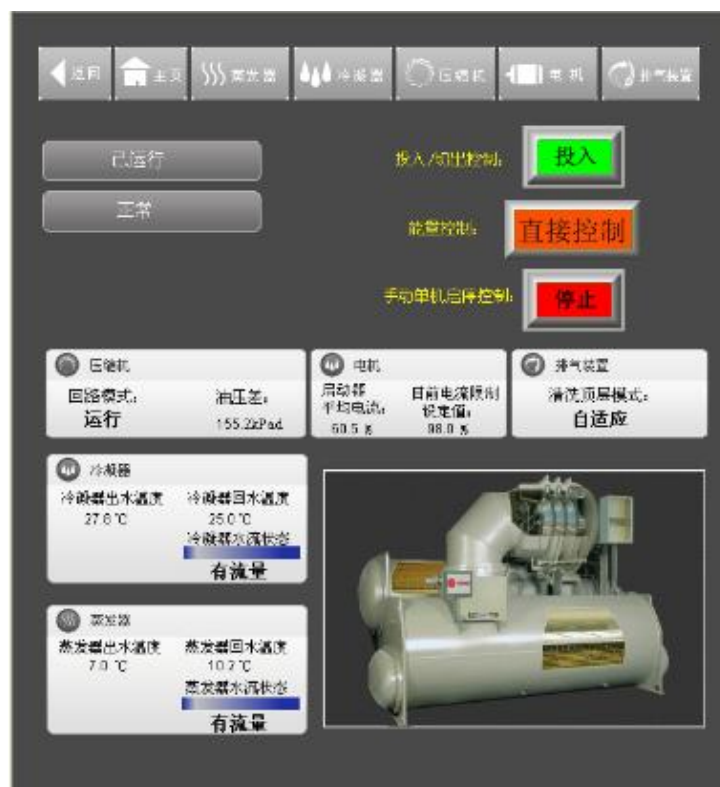 返回 主页 蒸发器 冷凝器 压缩机 电机 排气装置
已运行
投入/切出控制:
投入
正常
能量控制:
直接控制
手动单机启停控制:
停止
压缩机
回路模式:
油压差:
运行
155.2kPad
电机
启动器
平均电流:
目前电流限制
设定值:
60.5 %
98.0 %
排气装置
清洗顶层模式:
自适应
冷凝器
冷凝器出水温度 冷凝器回水温度
27.8 ℃ 25.0 ℃
冷凝器水流状态
有流量
蒸发器
蒸发器出水温度 蒸发器回水温度
7.0 ℃ 10.2 ℃
蒸发器水流状态
有流量